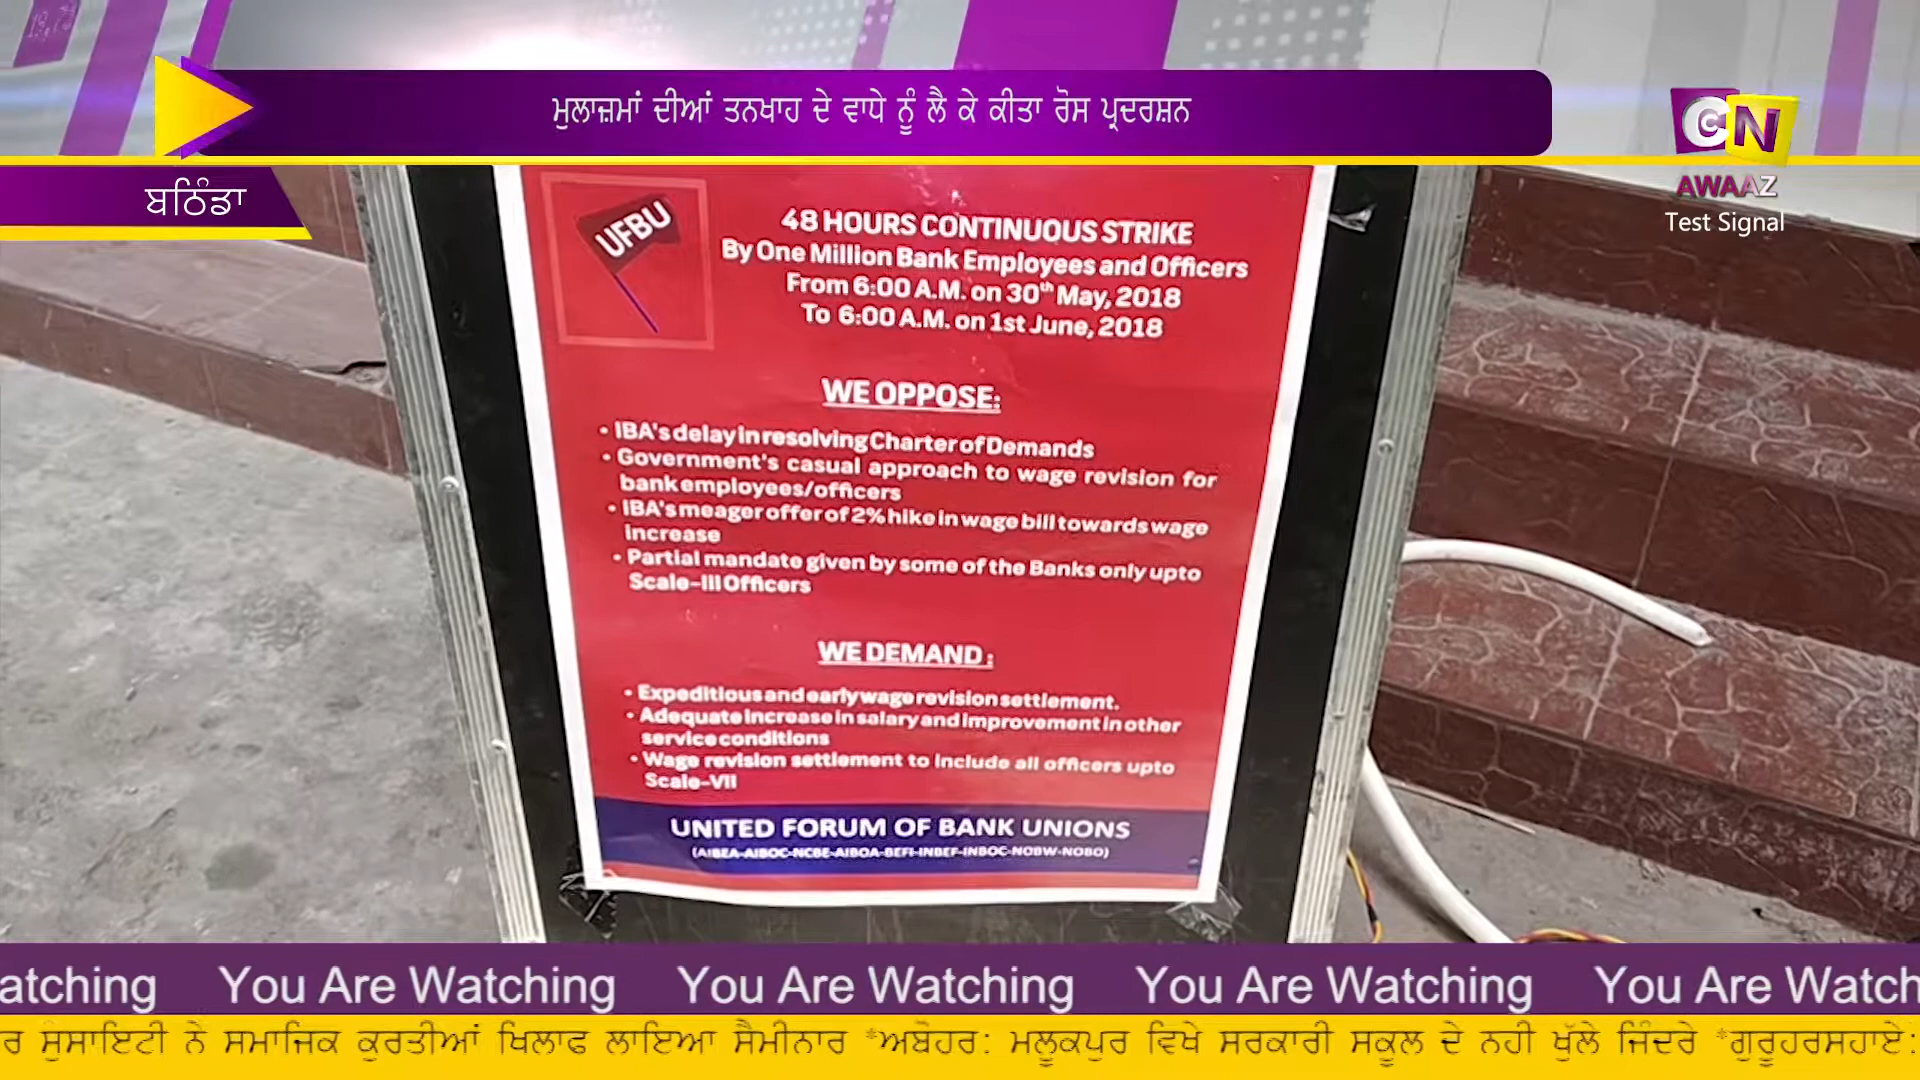 ਮੁਲਾਜ਼ਮਾਂ ਦੀਆਂ ਤਨਖਾਹ ਦੇ ਵਾਧੇ ਨੂੰ ਲੈ ਕੇ ਕੀਤਾ ਰੋਸ ਪ੍ਰਦਰਸ਼ਨ
CN
AWAAZ
Test Signal
ਬਠਿੰਡਾ
UFBU
48 HOURS CONTINUOUS STRIKE
By One Million Bank Employees and Officers
From 6:00 A.M. on 30th May, 2018
To 6:00 A.M. on 1st June, 2018
WE OPPOSE:
• IBA's delay in resolving Charter of Demands
• Government's casual approach to wage revision for
bank employees/officers
• IBA's meager offer of 2% hike in wage bill towards wage
increase
• Partial mandate given by some of the Banks only upto
Scale-III Officers
WE DEMAND :
• Expeditious and early wage revision settlement.
• Adequate increase in salary and improvement in other
service conditions
• Wage revision settlement to include all officers upto
Scale-VII
UNITED FORUM OF BANK UNIONS
(AIBEA-AIBOC-NCBE-AIBOA-BEFI-INBEF-INBOC-NOBW-NOBO)
atching You Are Watching You Are Watching You Are Watching You Are Watch
ਰ ਸੁੰਸਾਇਟੀ ਨੇ ਸਮਾਜਿਕ ਕੁਰਤੀਆਂ ਖਿਲਾਫ ਲਾਇਆ ਸੈਮੀਨਾਰ *ਅਬੋਹਰ: ਮਲੂਕਪੁਰ ਵਿਖੇ ਸਰਕਾਰੀ ਸਕੂਲ ਦੇ ਨਹੀ ਖੁੱਲੇ ਜਿੰਦਰੇ *ਗੁਰੂਹਰਸਹਾਏ: